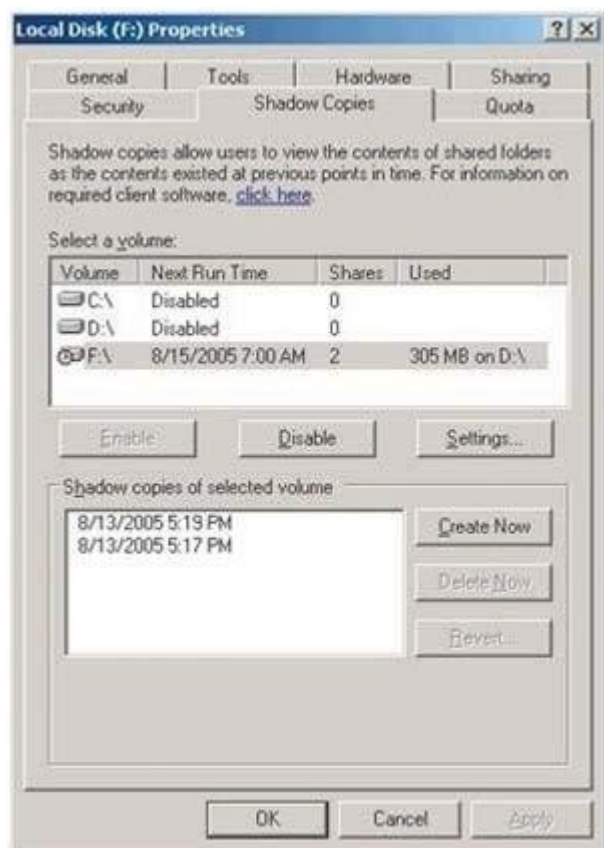 Local Disk (F:) Properties
General Tools Hardware Sharing
Security Shadow Copies Quota
Shadow copies allow users to view the contents of shared folders
as the contents existed at previous points in time. For information on
required client software, click here.
Select a volume:
Volume Next Run Time Shares Used
C:\ Disabled 0
D:\ Disabled 0
F:\ 8/15/2005 7:00 AM 2 305 MB on D:\
Enable Disable Settings...
Shadow copies of selected volume
8/13/2005 5:19 PM
8/13/2005 5:17 PM
Create Now
Delete Now
Revert...
OK Cancel Apply